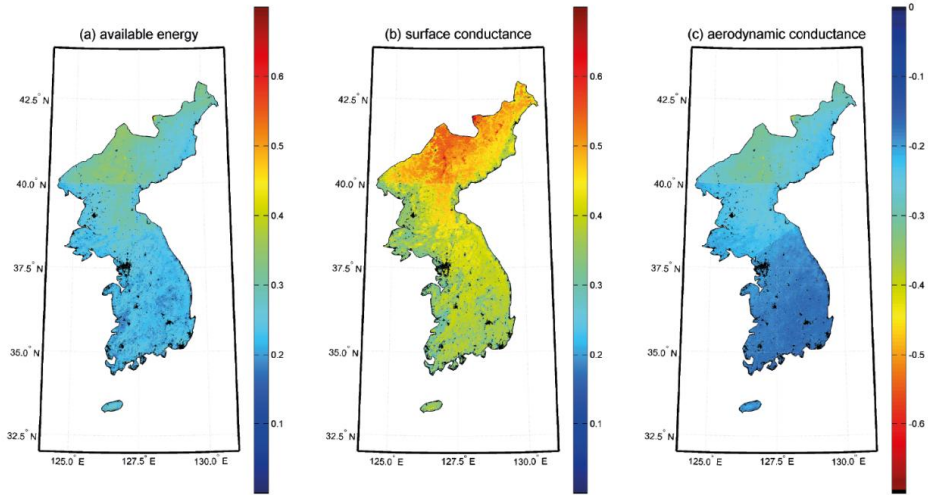 (a) available energy
0.6
0.5
0.4
0.3
0.2
0.1
42.5° N
40.0° N
37.5° N
35.0° N
32.5° N
125.0° E
127.5° E
130.0° E
(b) surface conductance
0.6
0.5
0.4
0.3
0.2
0.1
42.5° N
40.0° N
37.5° N
35.0° N
32.5° N
125.0° E
127.5° E
130.0° E
(c) aerodynamic conductance
0
-0.1
-0.2
-0.3
-0.4
-0.5
-0.6
42.5° N
40.0° N
37.5° N
35.0° N
32.5° N
125.0° E
127.5° E
130.0° E